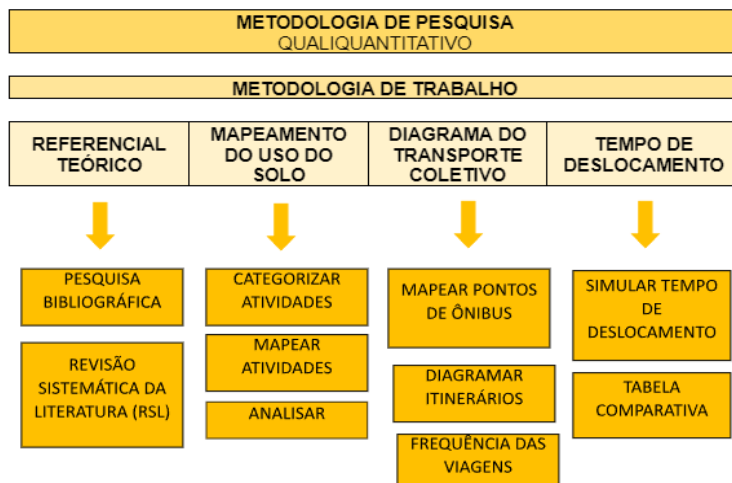 METODOLOGIA DE PESQUISA
QUALIQUANTITATIVO
METODOLOGIA DE TRABALHO
REFERENCIAL
TEÓRICO
MAPEAMENTO
DO USO DO
SOLO
DIAGRAMA DO
TRANSPORTE
COLETIVO
TEMPO DE
DESLOCAMENTO
PESQUISA
BIBLIOGRÁFICA
REVISÃO
SISTEMÁTICA DA
LITERATURA (RSL)
CATEGORIZAR
ATIVIDADES
MAPEAR
ATIVIDADES
ANALISAR
MAPEAR PONTOS
DE ÔNIBUS
DIAGRAMAR
ITINERÁRIOS
FREQUÊNCIA DAS
VIAGENS
SIMULAR TEMPO
DE
DESLOCAMENTO
TABELA
COMPARATIVA